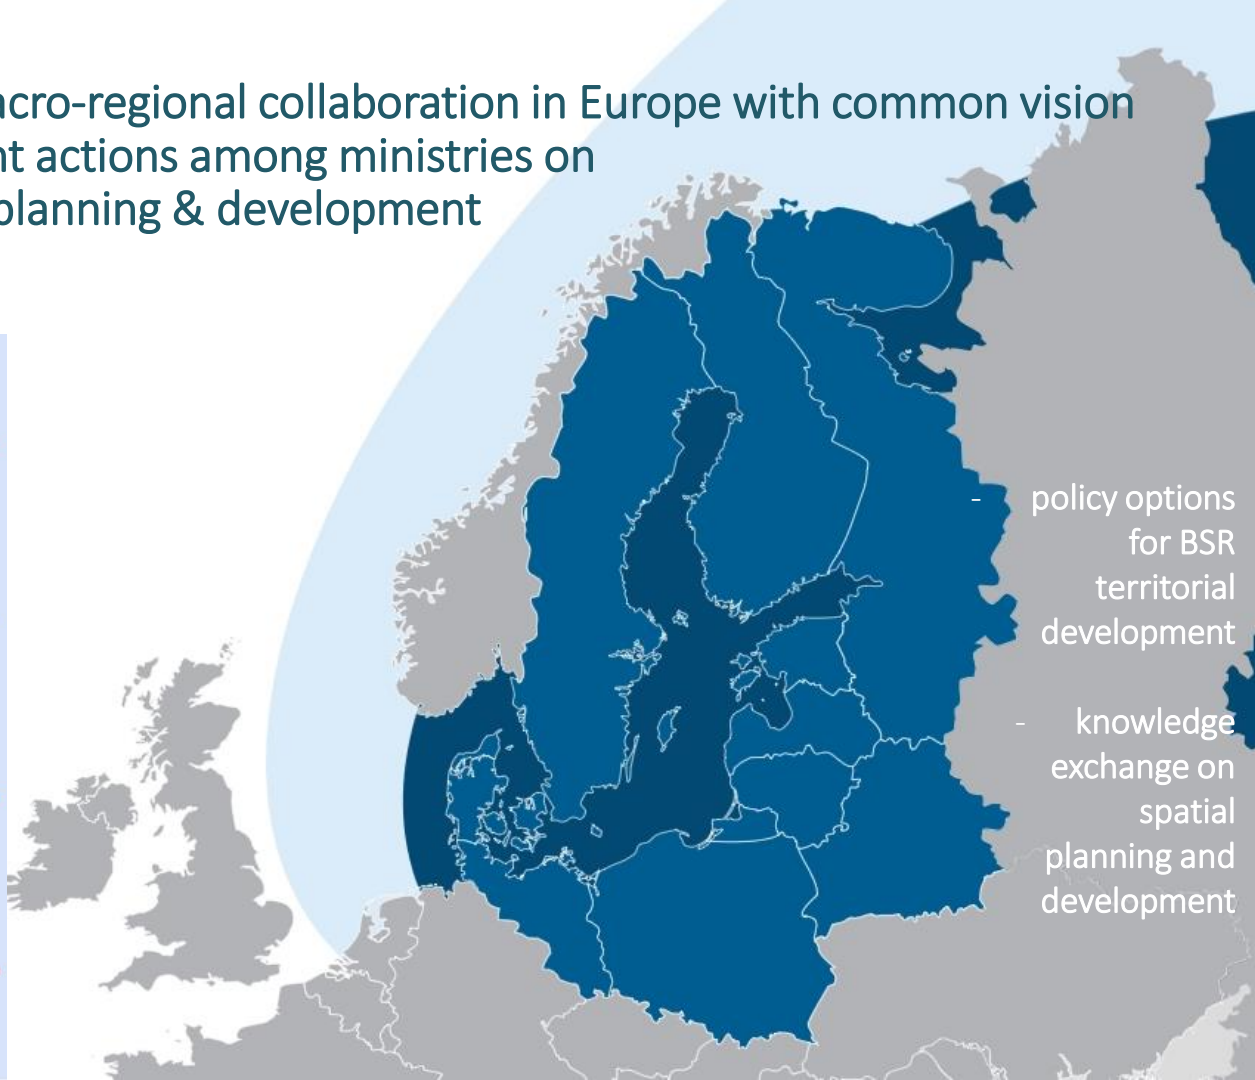 acro-regional collaboration in Europe with common vision
nt actions among ministries on
planning & development
- policy options
for BSR
territorial
development
- knowledge
exchange on
spatial
planning and
development